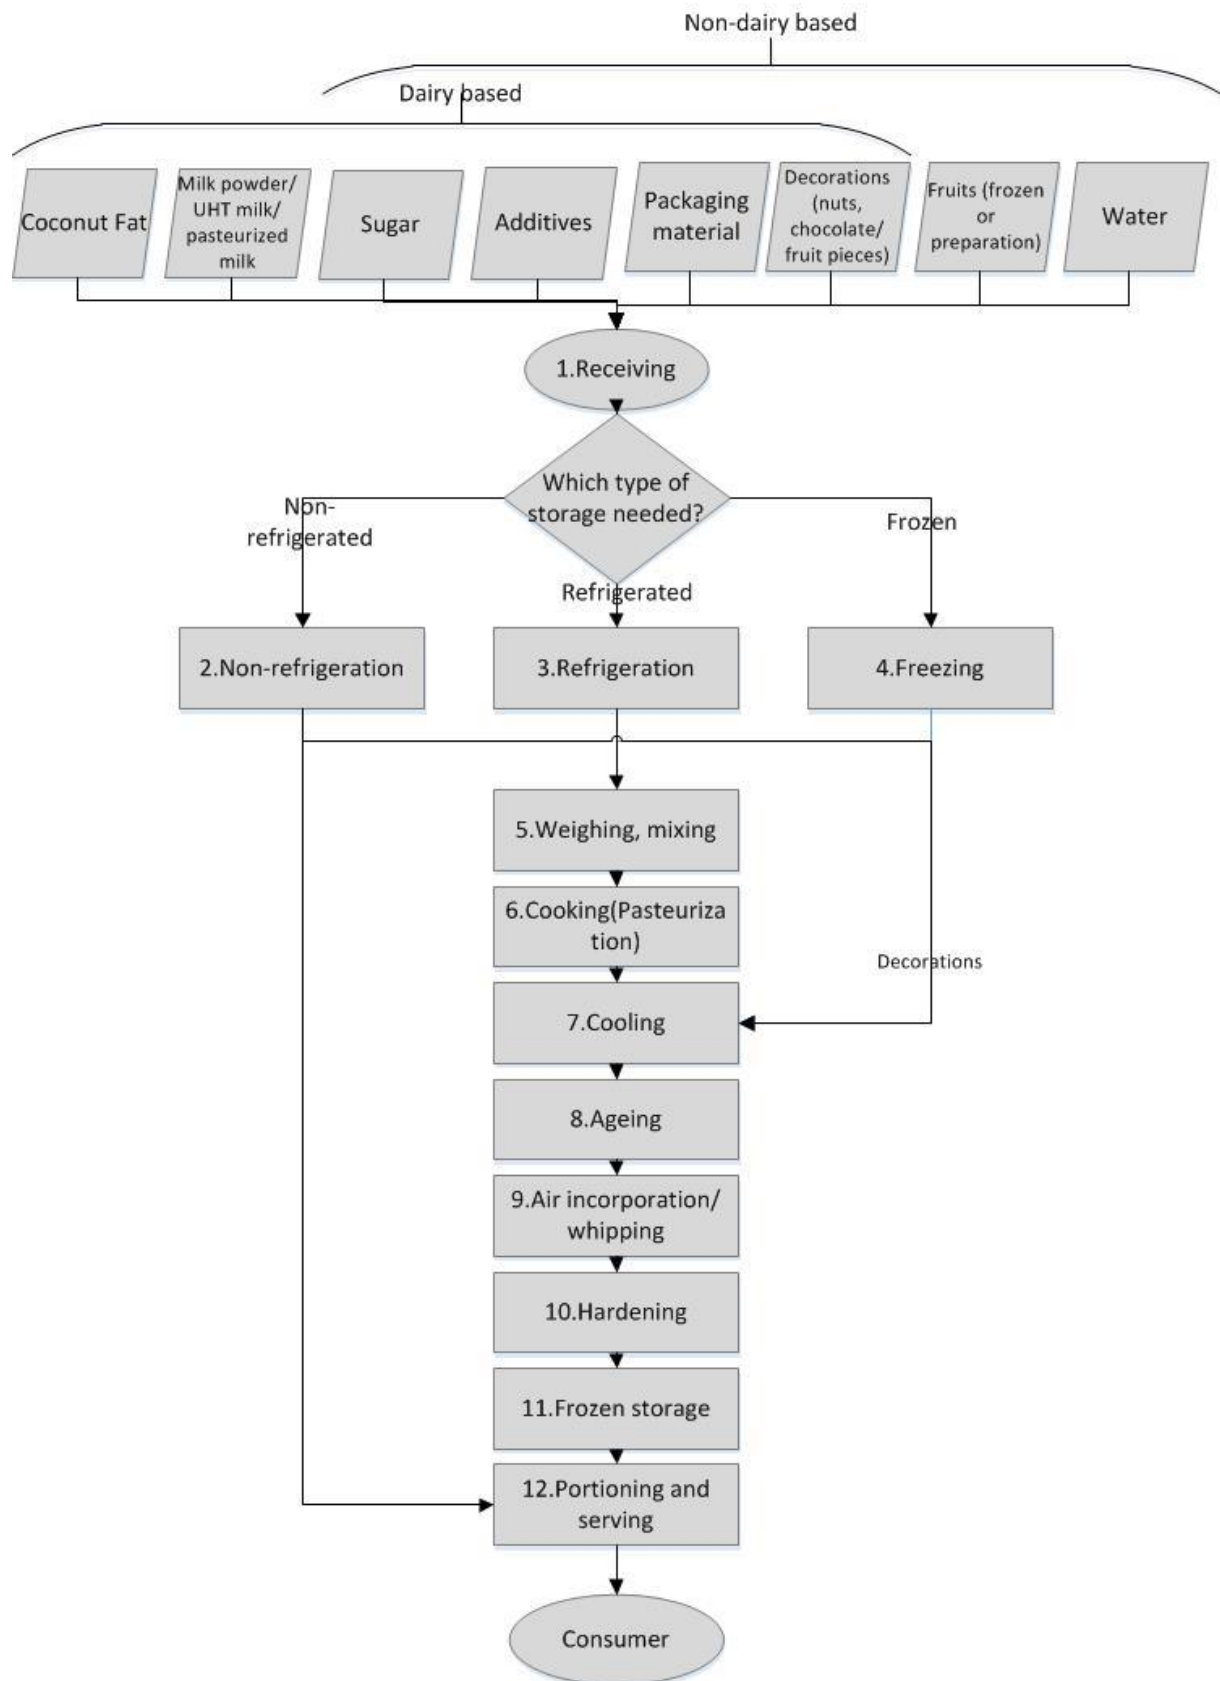 Non-dairy based
Dairy based
Coconut Fat
Milk powder/
UHT milk/
pasteurized
milk
Sugar
Additives
Packaging
material
Decorations
(nuts,
chocolate/
fruit pieces)
Fruits (frozen
or
preparation)
Water
1.Receiving
Which type of
storage needed?
Non-
refrigerated
Refrigerated
Frozen
2.Non-refrigeration
3.Refrigeration
4.Freezing
5.Weighing, mixing
6.Cooking(Pasteuriza
tion)
Decorations
7.Cooling
8.Ageing
9.Air incorporation/
whipping
10.Hardening
11.Frozen storage
12.Portioning and
serving
Consumer